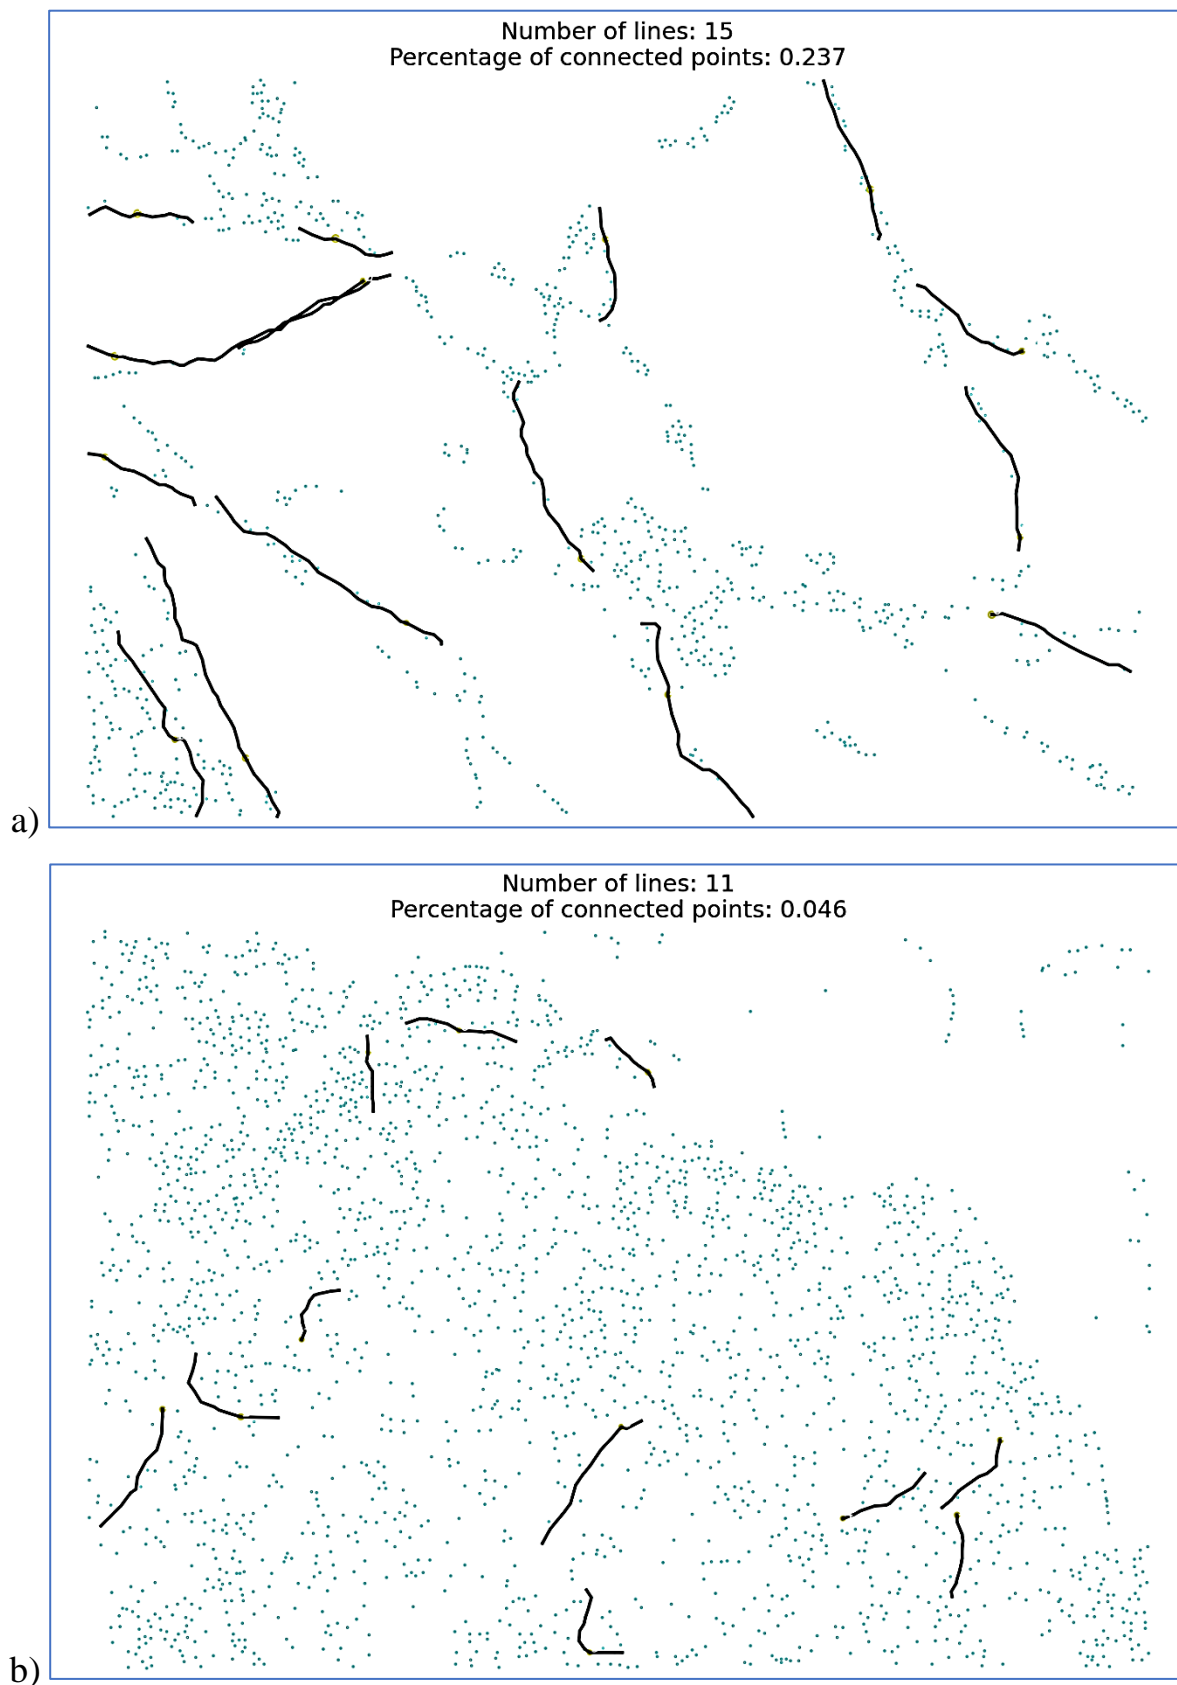 Number of lines: 15
Percentage of connected points: 0.237
a)
Number of lines: 11
Percentage of connected points: 0.046
b)